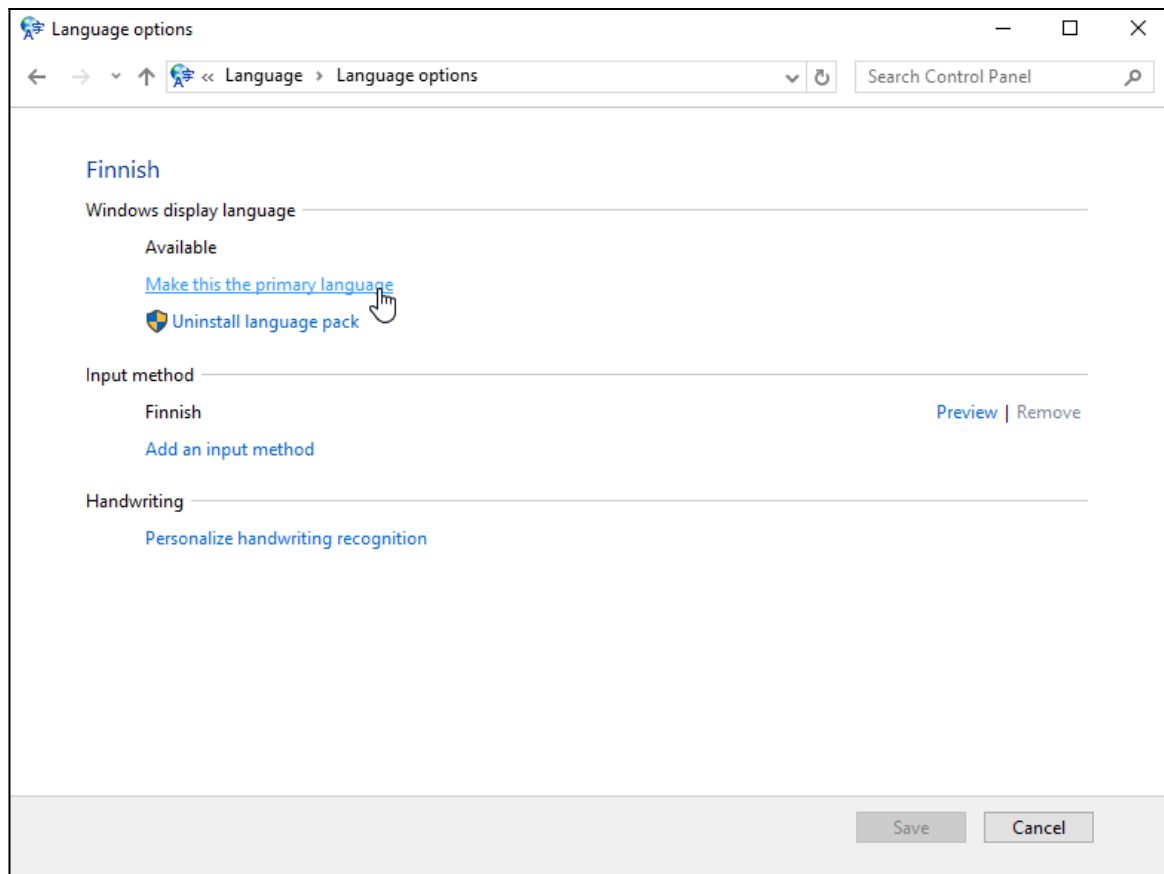 Language options
« Language > Language options Search Control Panel
Finnish
Windows display language
Available
Make this the primary language
Uninstall language pack
Input method
Finnish Preview | Remove
Add an input method
Handwriting
Personalize handwriting recognition
Save Cancel